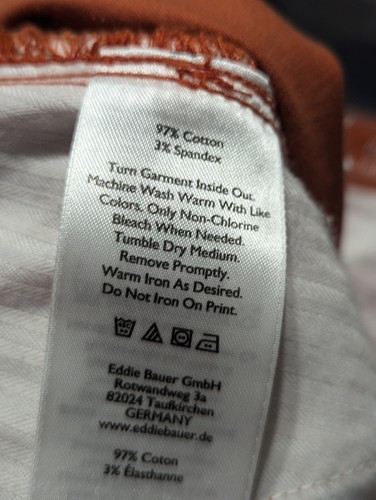 97% Cotton
3% Spandex
Turn Garment Inside Out.
Machine Wash Warm With Like
Colors. Only Non-Chlorine
Bleach When Needed.
Tumble Dry Medium.
Remove Promptly.
Warm Iron As Desired.
Do Not Iron On Print.
Eddie Bauer GmbH
Rotwandweg 3a
82024 Taufkirchen
GERMANY
www.eddiebauer.de
97% Coton
3% Élasthanne